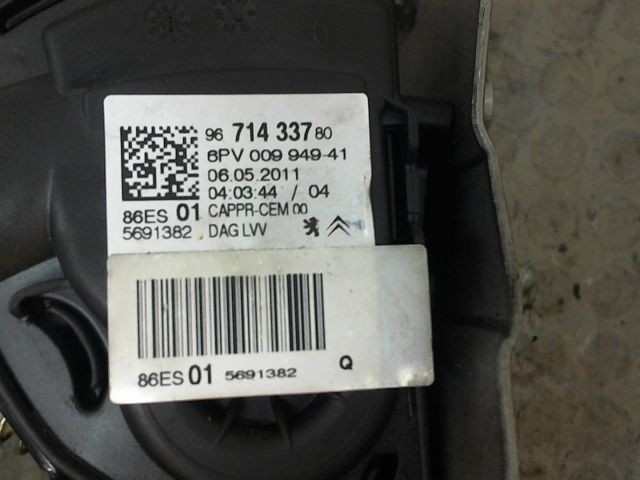 96 714 337 80
6PV 009 949-41
06.05.2011
04:03:44 / 04
86ES 01 CAPPR-CEM 00
5691382 DAG LVV
86ES 01 5691382 Q